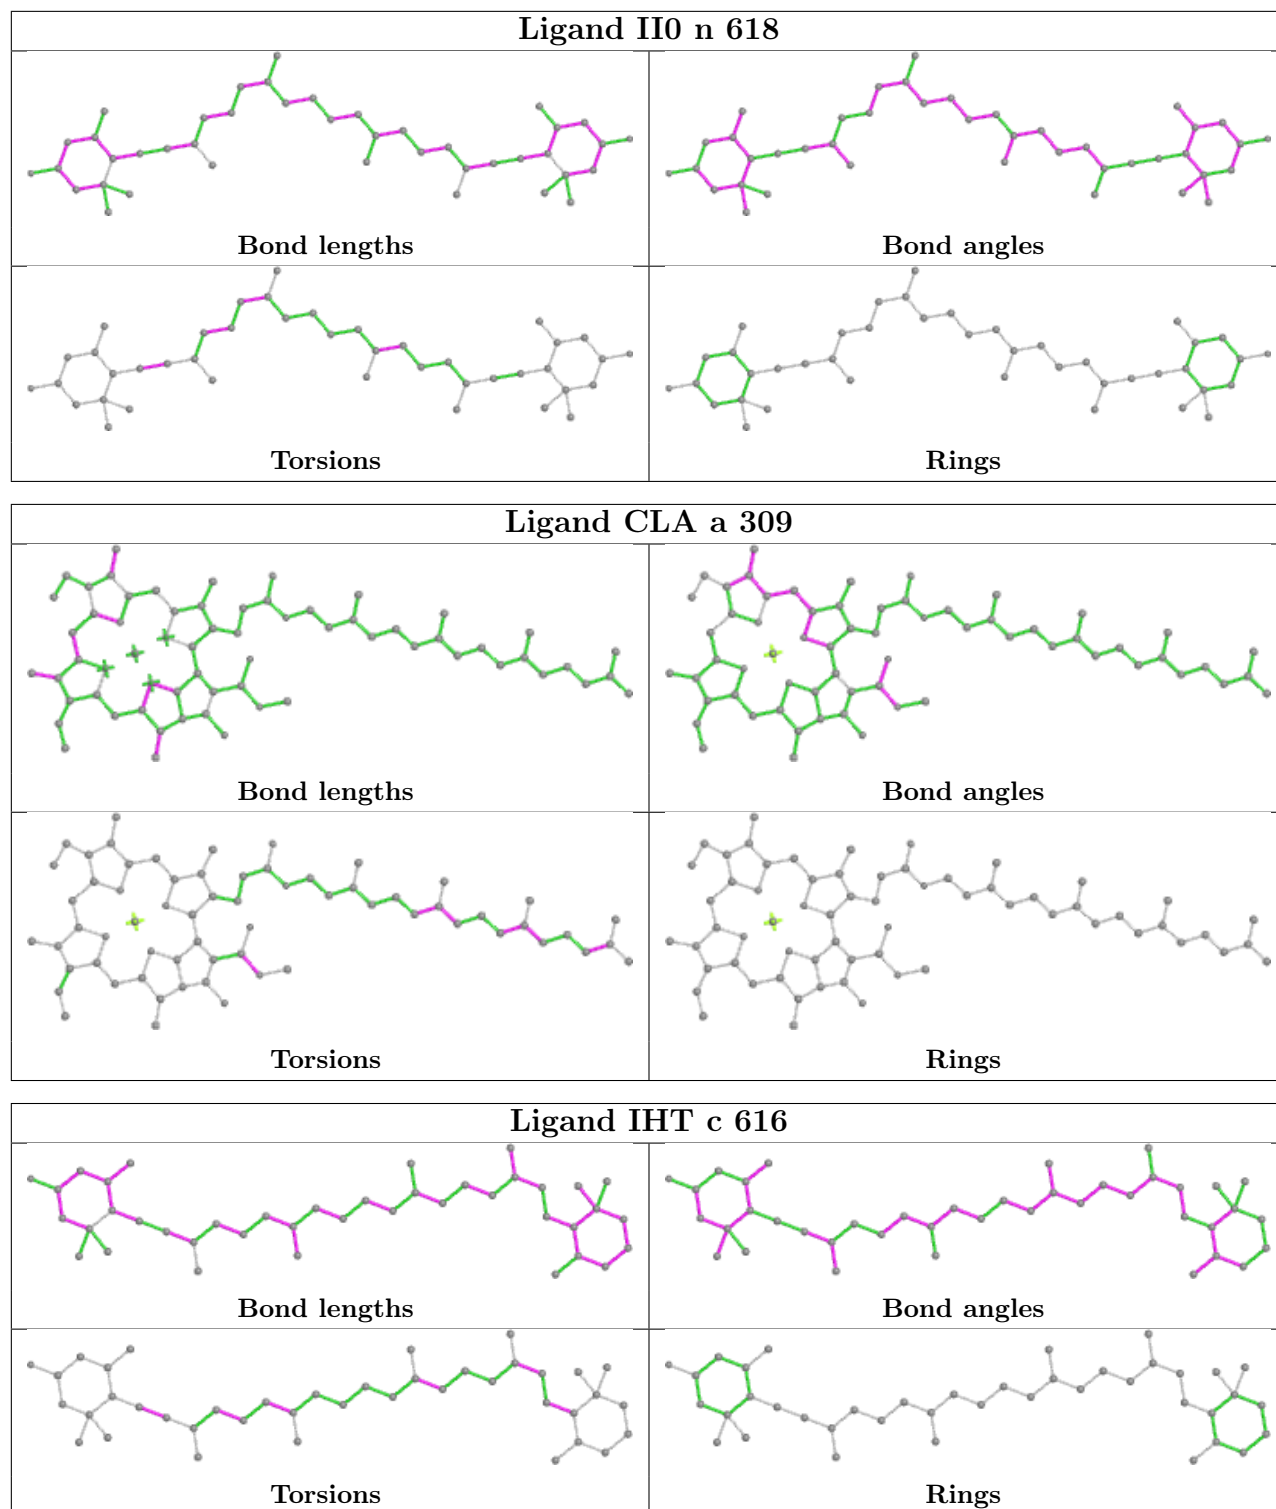 Ligand II0 n 618
Bond lengths
Bond angles
Torsions
Rings
Ligand CLA a 309
Bond lengths
Bond angles
Torsions
Rings
Ligand IHT c 616
Bond lengths
Bond angles
Torsions
Rings